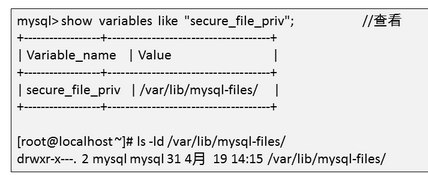 mysql> show variables like "secure_file_priv"; //查看
+----------------+-----------------------+
| Variable_name | Value |
+----------------+-----------------------+
| secure_file_priv | /var/lib/mysql-files/ |
+----------------+-----------------------+
[root@localhost ~]# ls -ld /var/lib/mysql-files/
drwxr-x---. 2 mysql mysql 31 4月 19 14:15 /var/lib/mysql-files/